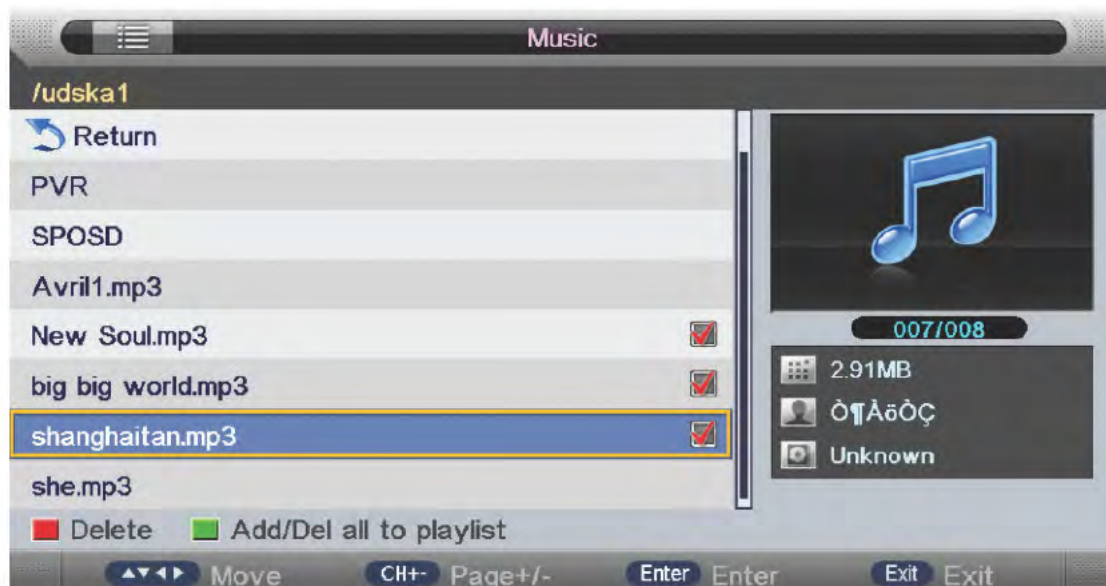 Music
/udska1
Return
PVR
SPOSD
Avril1.mp3
New Soul.mp3
big big world.mp3
shanghaitan.mp3
she.mp3
007/008
2.91MB
Ò¶ÀöÒÇ
Unknown
Delete Add/Del all to playlist
Move CH+- Page+/- Enter Enter Exit Exit